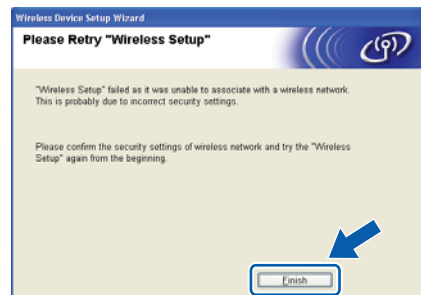 Wireless Device Setup Wizard
Please Retry "Wireless Setup"
"Wireless Setup" failed as it was unable to associate with a wireless network.
This is probably due to incorrect security settings.
Please confirm the security settings of wireless network and try the "Wireless
Setup" again from the beginning.
Finish